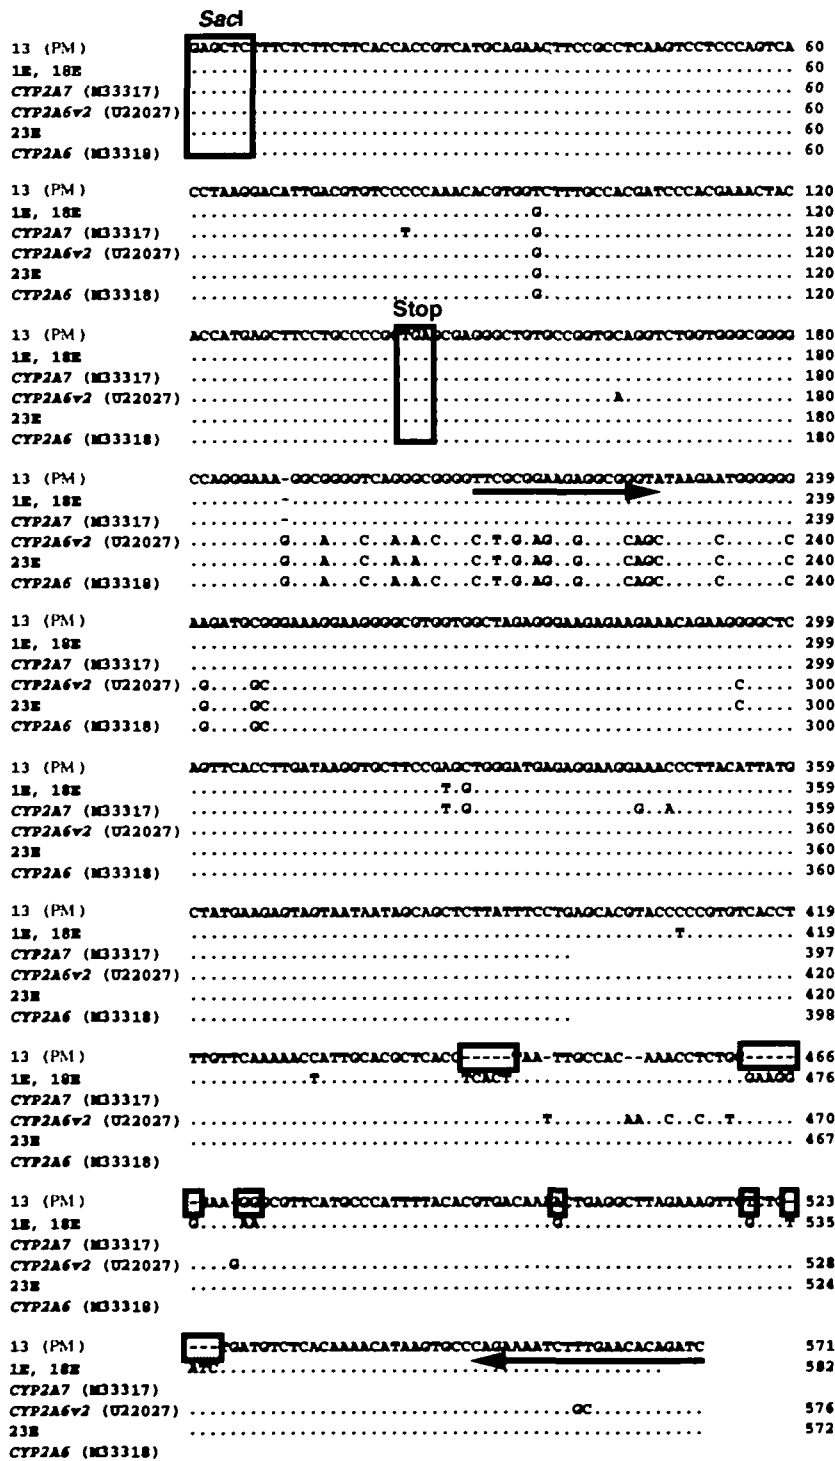 SacI
13 (PM) GAGCTCTTTCTCTTCTTCACCACCGTCATGCAGAACTTCCGCCTCAAGTCCTCCCAGTCA 60
1E, 18E ............................................................ 60
CYP2A7 (M33317) ............................................................ 60
CYP2A6v2 (U22027) ............................................................ 60
23E ............................................................ 60
CYP2A6 (M33318) ............................................................ 60
13 (PM) CCTAAGGACATTGACGTGTCCCCCAAACACGTGGTCTTTGCCACGATCCCACGAAACTAC 120
1E, 18E ..................................G......................... 120
CYP2A7 (M33317) .....................T............G......................... 120
CYP2A6v2 (U22027) ..................................G......................... 120
23E ..................................G......................... 120
CYP2A6 (M33318) ..................................G......................... 120
Stop
13 (PM) ACCATGAGCTTCCTGCCCCGCTGAGCGAGGGCTGTGCCGGTGCAGGTCTGGTGGGCGGGG 180
1E, 18E ............................................................ 180
CYP2A7 (M33317) ............................................................ 180
CYP2A6v2 (U22027) ..........................................A................. 180
23E ............................................................ 180
CYP2A6 (M33318) ............................................................ 180
13 (PM) CCAGGGAAA-GGCGGGGTCAGGGCGGGGTTCGCGGAAGAGGCGGGTATAAGAATGGGGGG 239
1E, 18E .........-.................................................. 239
CYP2A7 (M33317) .........-.................................................. 239
CYP2A6v2 (U22027) .........G...A...C..A.A.C...C.T.G.AG..G....CAGC.....C......C 240
23E .........G...A...C..A.A.C...C.T.G.AG..G....CAGC.....C......C 240
CYP2A6 (M33318) .........G...A...C..A.A.C...C.T.G.AG..G....CAGC.....C......C 240
13 (PM) AAGATGCGGGAAAGGAAGGGGCGTGGTGGCTAGAGGGAAGAGAAGAAACAGAAGGGGCTC 299
1E, 18E ............................................................ 299
CYP2A7 (M33317) ............................................................ 299
CYP2A6v2 (U22027) .G....GC..............................................C..... 300
23E .G....GC..............................................C..... 300
CYP2A6 (M33318) .G....GC.................................................... 300
13 (PM) AGTTCACCTTGATAAGGTGCTTCCGAGCTGGGATGAGAGGAAGGAAACCCTTACATTATG 359
1E, 18E .........................T.G................................ 359
CYP2A7 (M33317) .........................T.G................G..A............ 359
CYP2A6v2 (U22027) ............................................................ 360
23E ............................................................ 360
CYP2A6 (M33318) ............................................................ 360
13 (PM) CTATGAAGAGTAGTAATAATAGCAGCTCTTATTTCCTGAGCACGTACCCCCGTGTCACCT 419
1E, 18E ................................................T........... 419
CYP2A7 (M33317) ...................................... 397
CYP2A6v2 (U22027) ............................................................ 420
23E ............................................................ 420
CYP2A6 (M33318) ...................................... 398
13 (PM) TTGTTCAAAAACCATTGCACGCTCACG-----TAA-TTGCCAC--AAACCTCTG------ 466
1E, 18E ............T..............TCACT.......................GAAGG 476
CYP2A7 (M33317)
CYP2A6v2 (U22027) ...................................T.......AA..C..C..T...... 470
23E ............................................................ 467
CYP2A6 (M33318)
13 (PM) -GAA-GGGCGTTCATGCCCATTTTACACGTGACAAAACTGAGGCTTAGAAAGTTGTCTG- 523
1E, 18E G....AA.............................G..................G...T 535
CYP2A7 (M33317)
CYP2A6v2 (U22027) ....G....................................................... 528
23E ............................................................ 524
CYP2A6 (M33318)
13 (PM) ---TGATGTCTCACAAAACATAAGTGCCCAGAAAATCTTTGAACACAGATC 571
1E, 18E ATC............................................ 582
CYP2A7 (M33317)
CYP2A6v2 (U22027) ......................................GC........... 576
23E ................................................... 572
CYP2A6 (M33318)